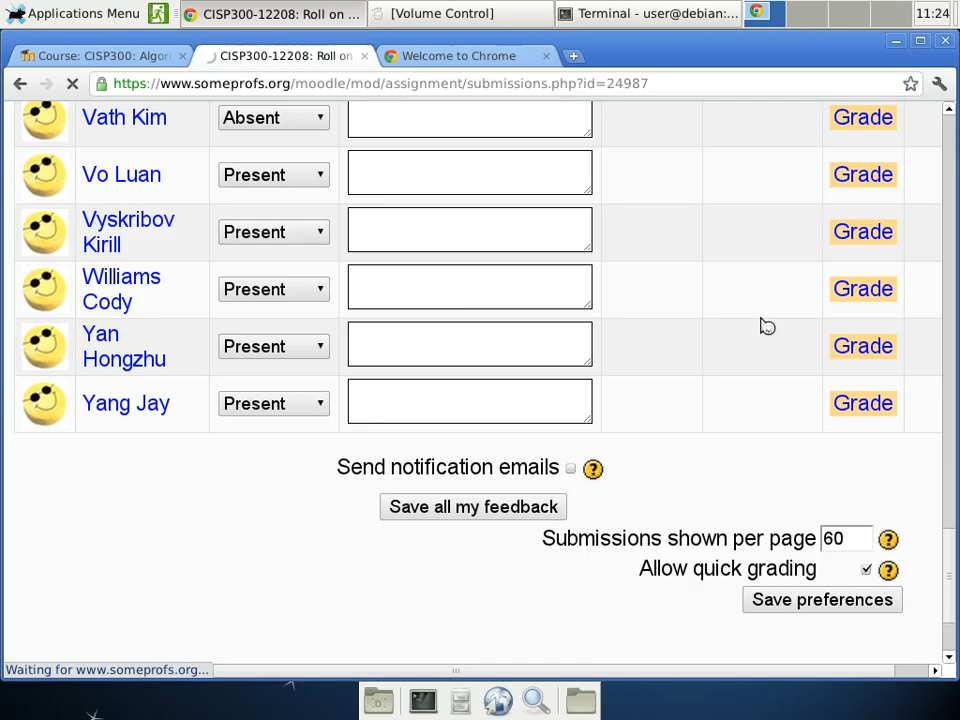 Applications Menu
CISP300-12208: Roll on ...
[Volume Control]
Terminal - user@debian:...
11:24
Course: CISP300: Algori
CISP300-12208: Roll on
Welcome to Chrome
https://www.someprofs.org/moodle/mod/assignment/submissions.php?id=24987
Vath Kim Absent Grade
Vo Luan Present Grade
Vyskribov
Kirill Present Grade
Williams
Cody Present Grade
Yan
Hongzhu Present Grade
Yang Jay Present Grade
Send notification emails
Save all my feedback
Submissions shown per page 60
Allow quick grading
Save preferences
Waiting for www.someprofs.org...